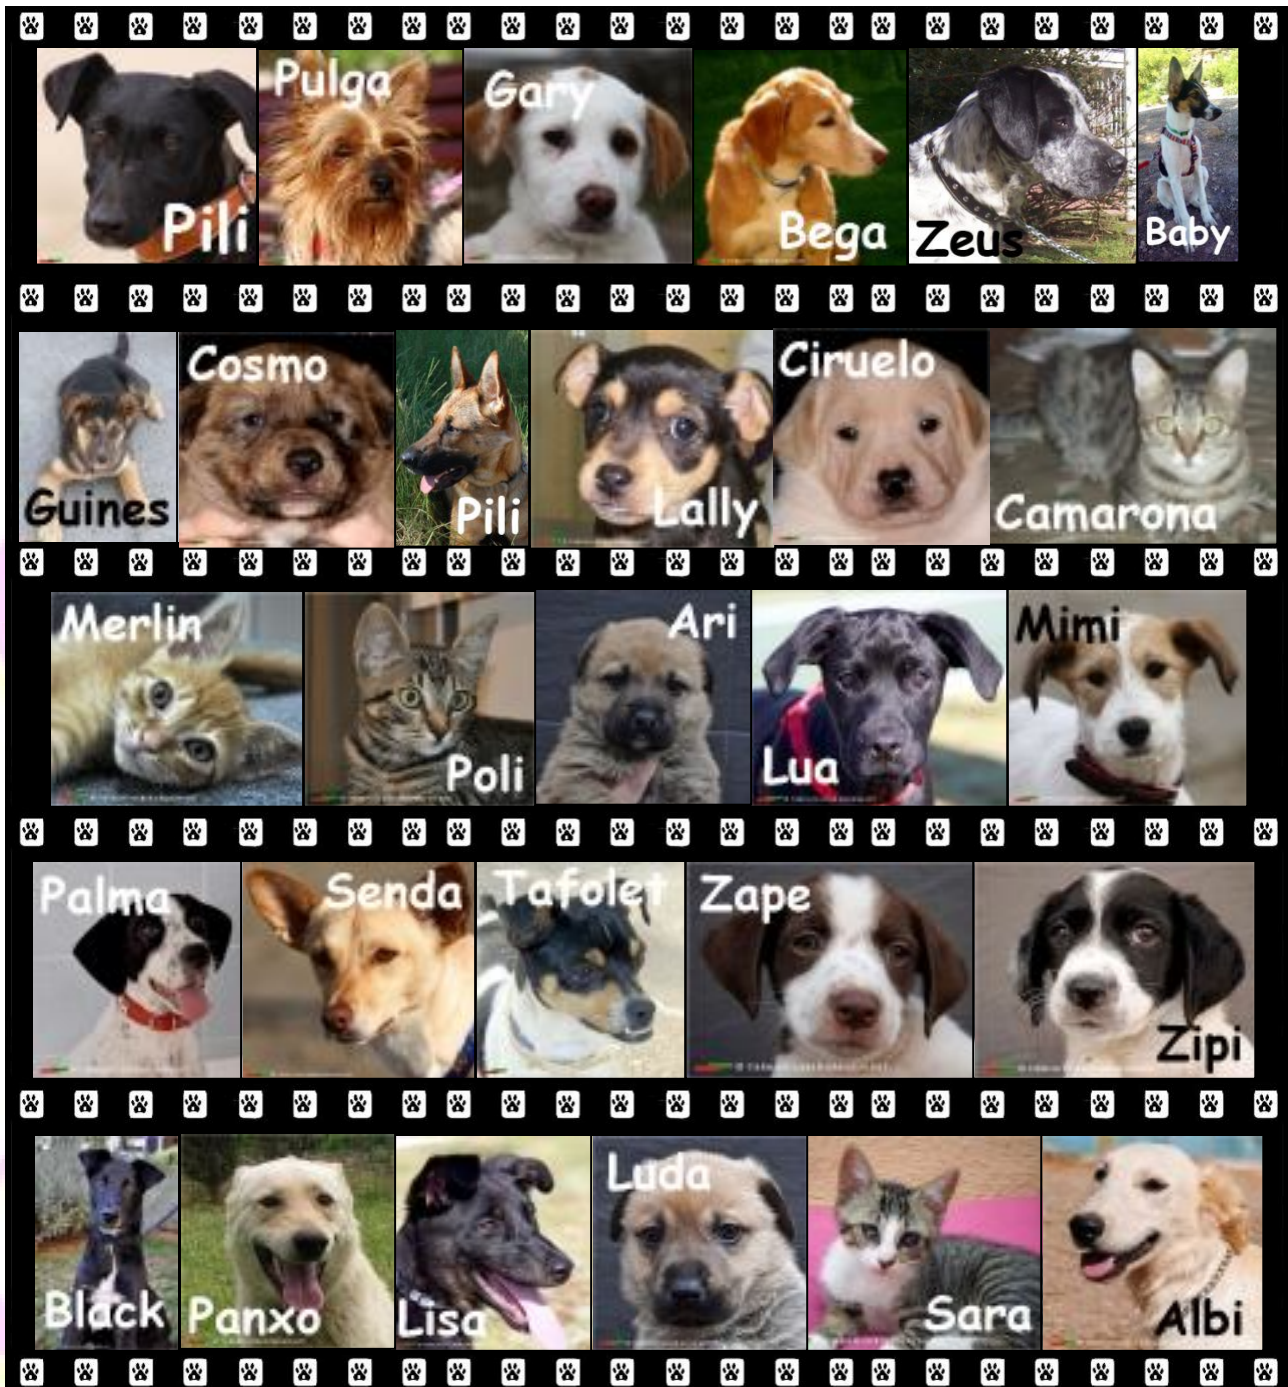 Pili
Pulga
Gary
Bega
Zeus
Baby
Guines
Cosmo
Pili
Lally
Ciruelo
Camarona
Merlin
Poli
Ari
Lua
Mimi
Palma
Senda
Tafolet
Zape
Zipi
Black
Panxo
Lisa
Luda
Sara
Albi